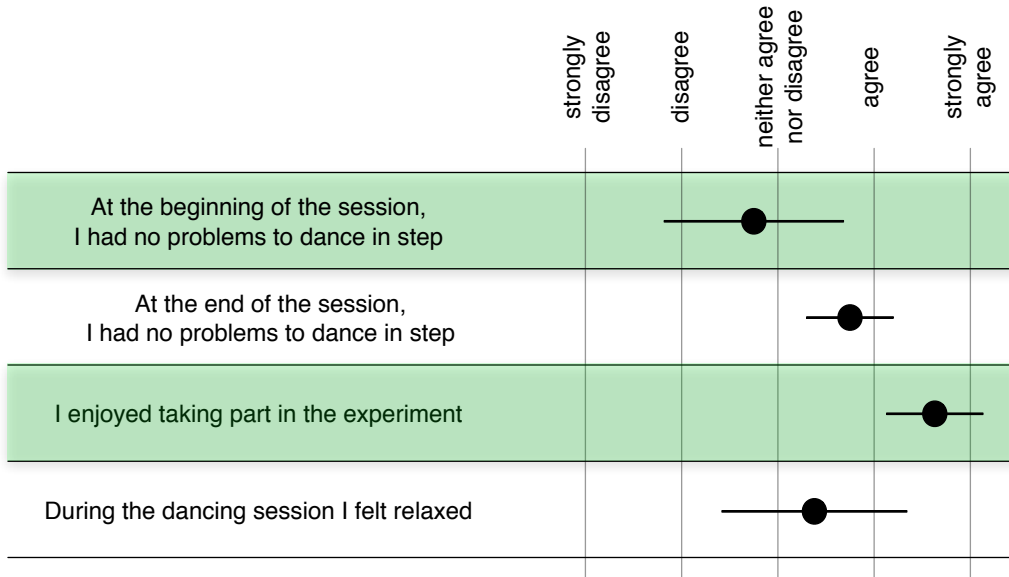 strongly
disagree
disagree
neither agree
nor disagree
agree
strongly
agree
At the beginning of the session,
I had no problems to dance in step
At the end of the session,
I had no problems to dance in step
I enjoyed taking part in the experiment
During the dancing session I felt relaxed